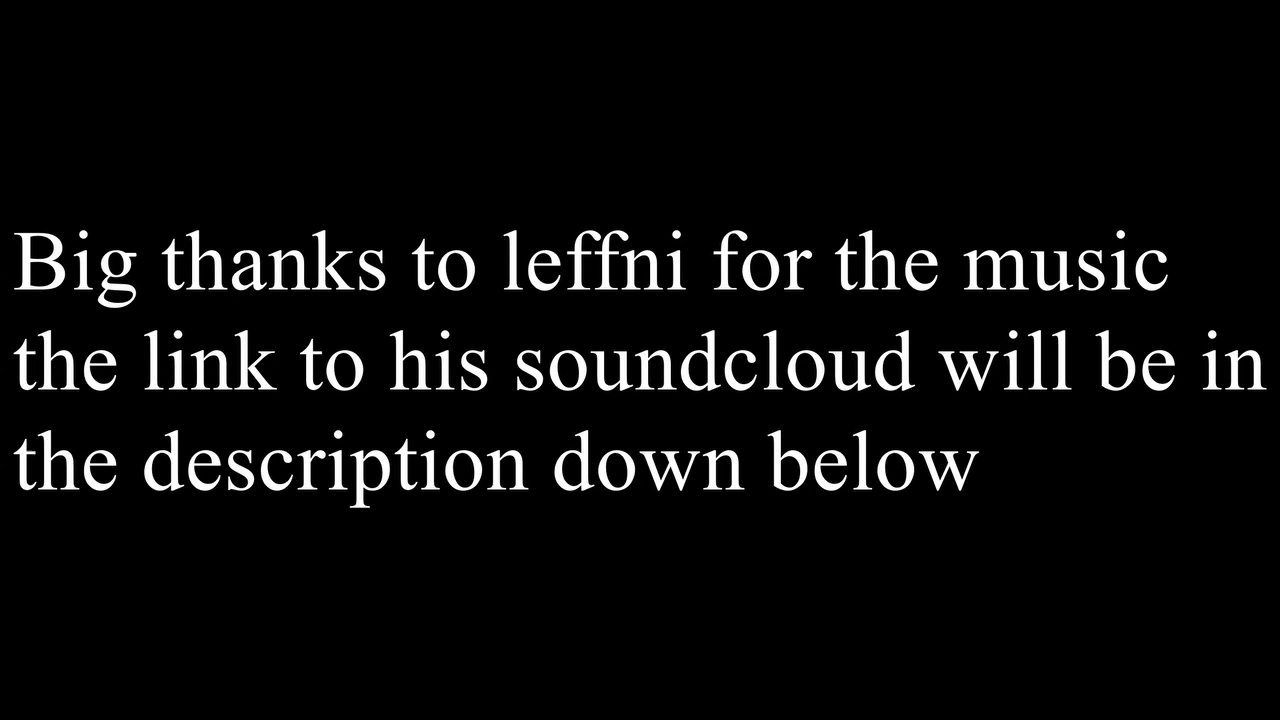 Big thanks to leffni for the music
the link to his soundcloud will be in
the description down below